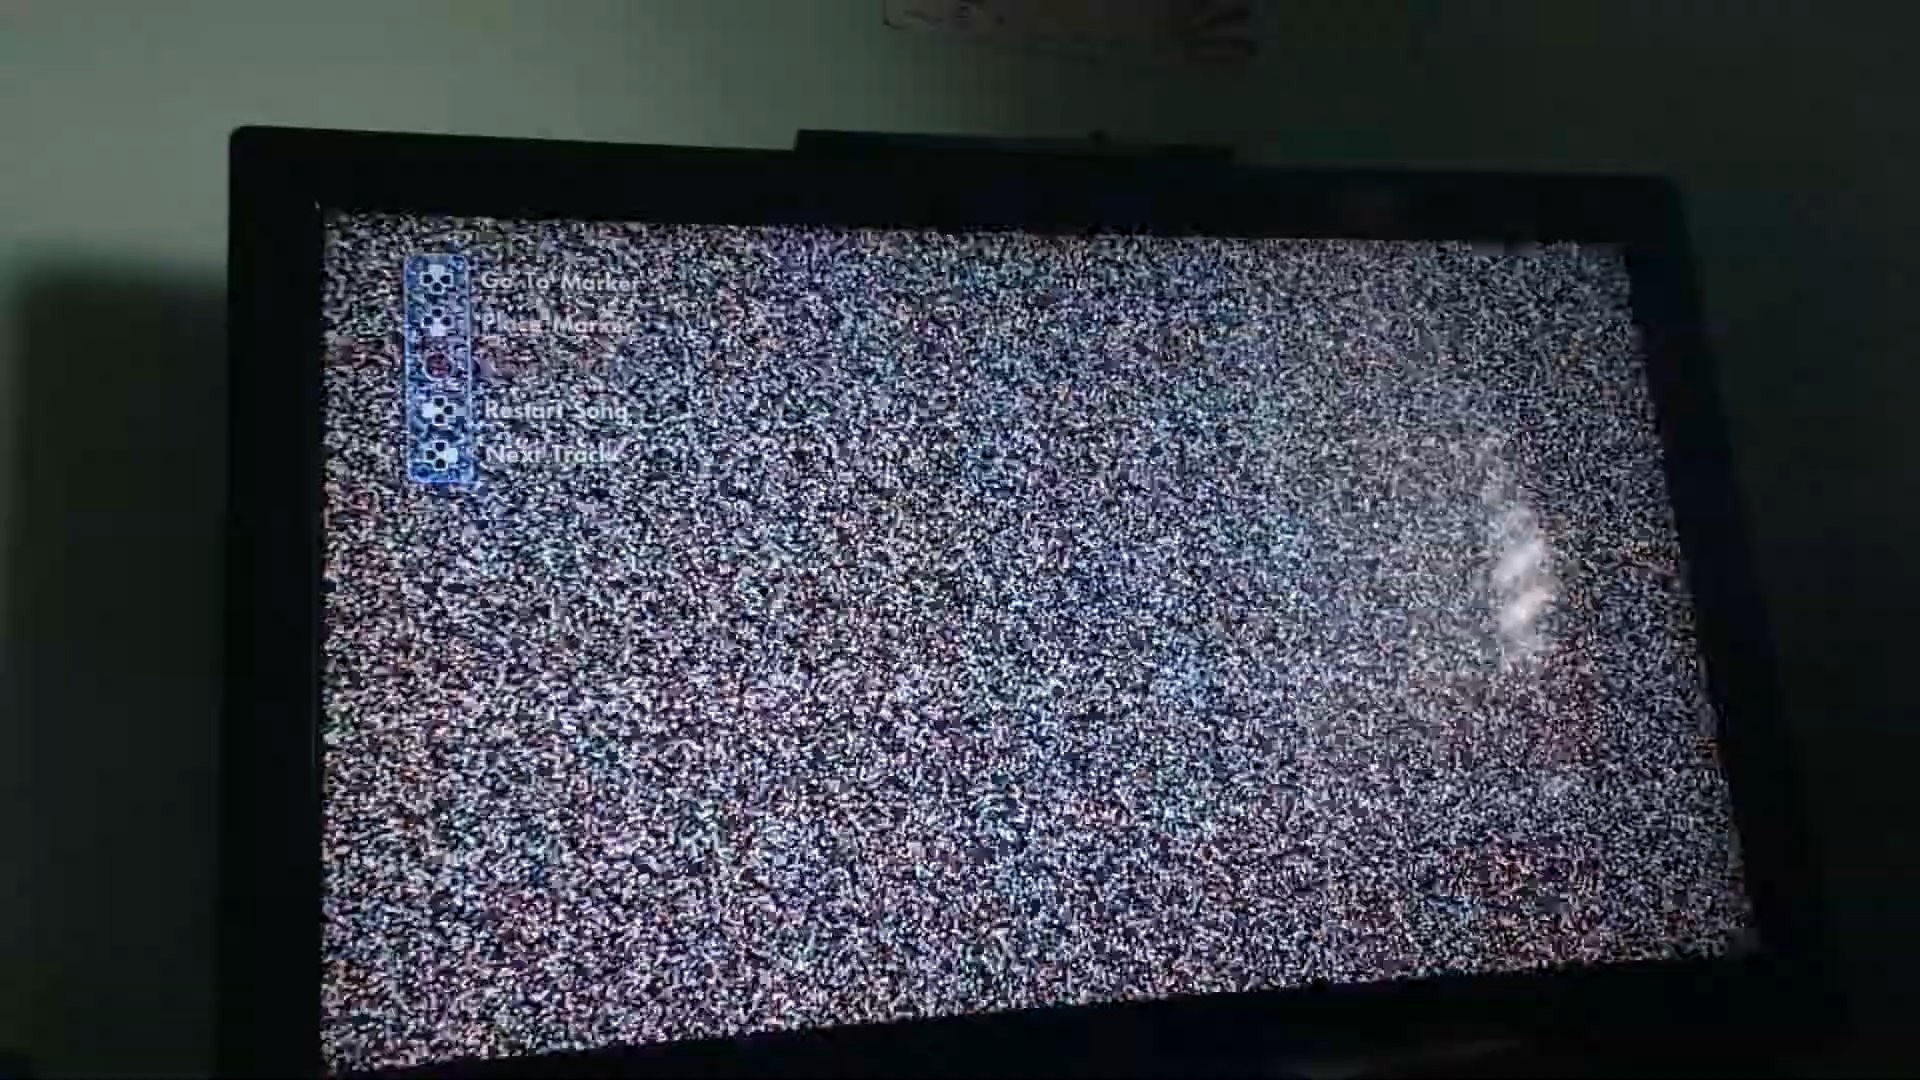 Go To Marker
Place Marker
Restart Song
Next Track